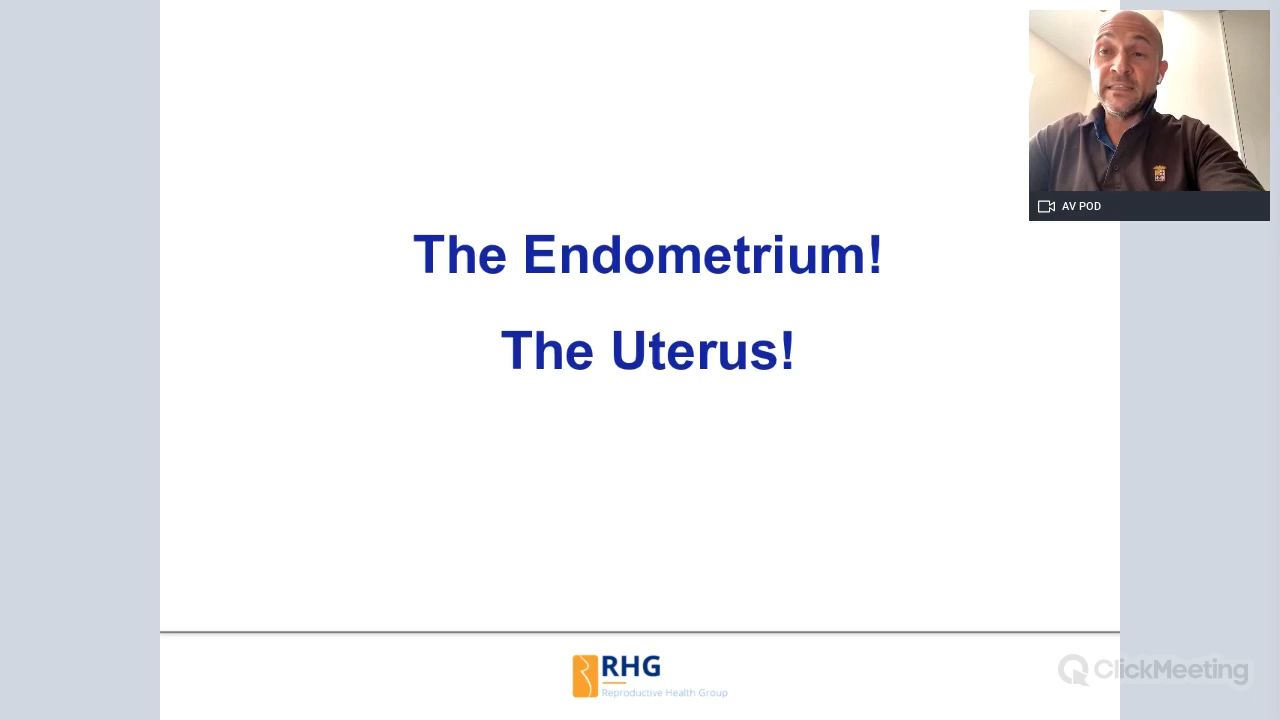 AV POD
The Endometrium!
The Uterus!
RHG
Reproductive Health Group
ClickMeeting